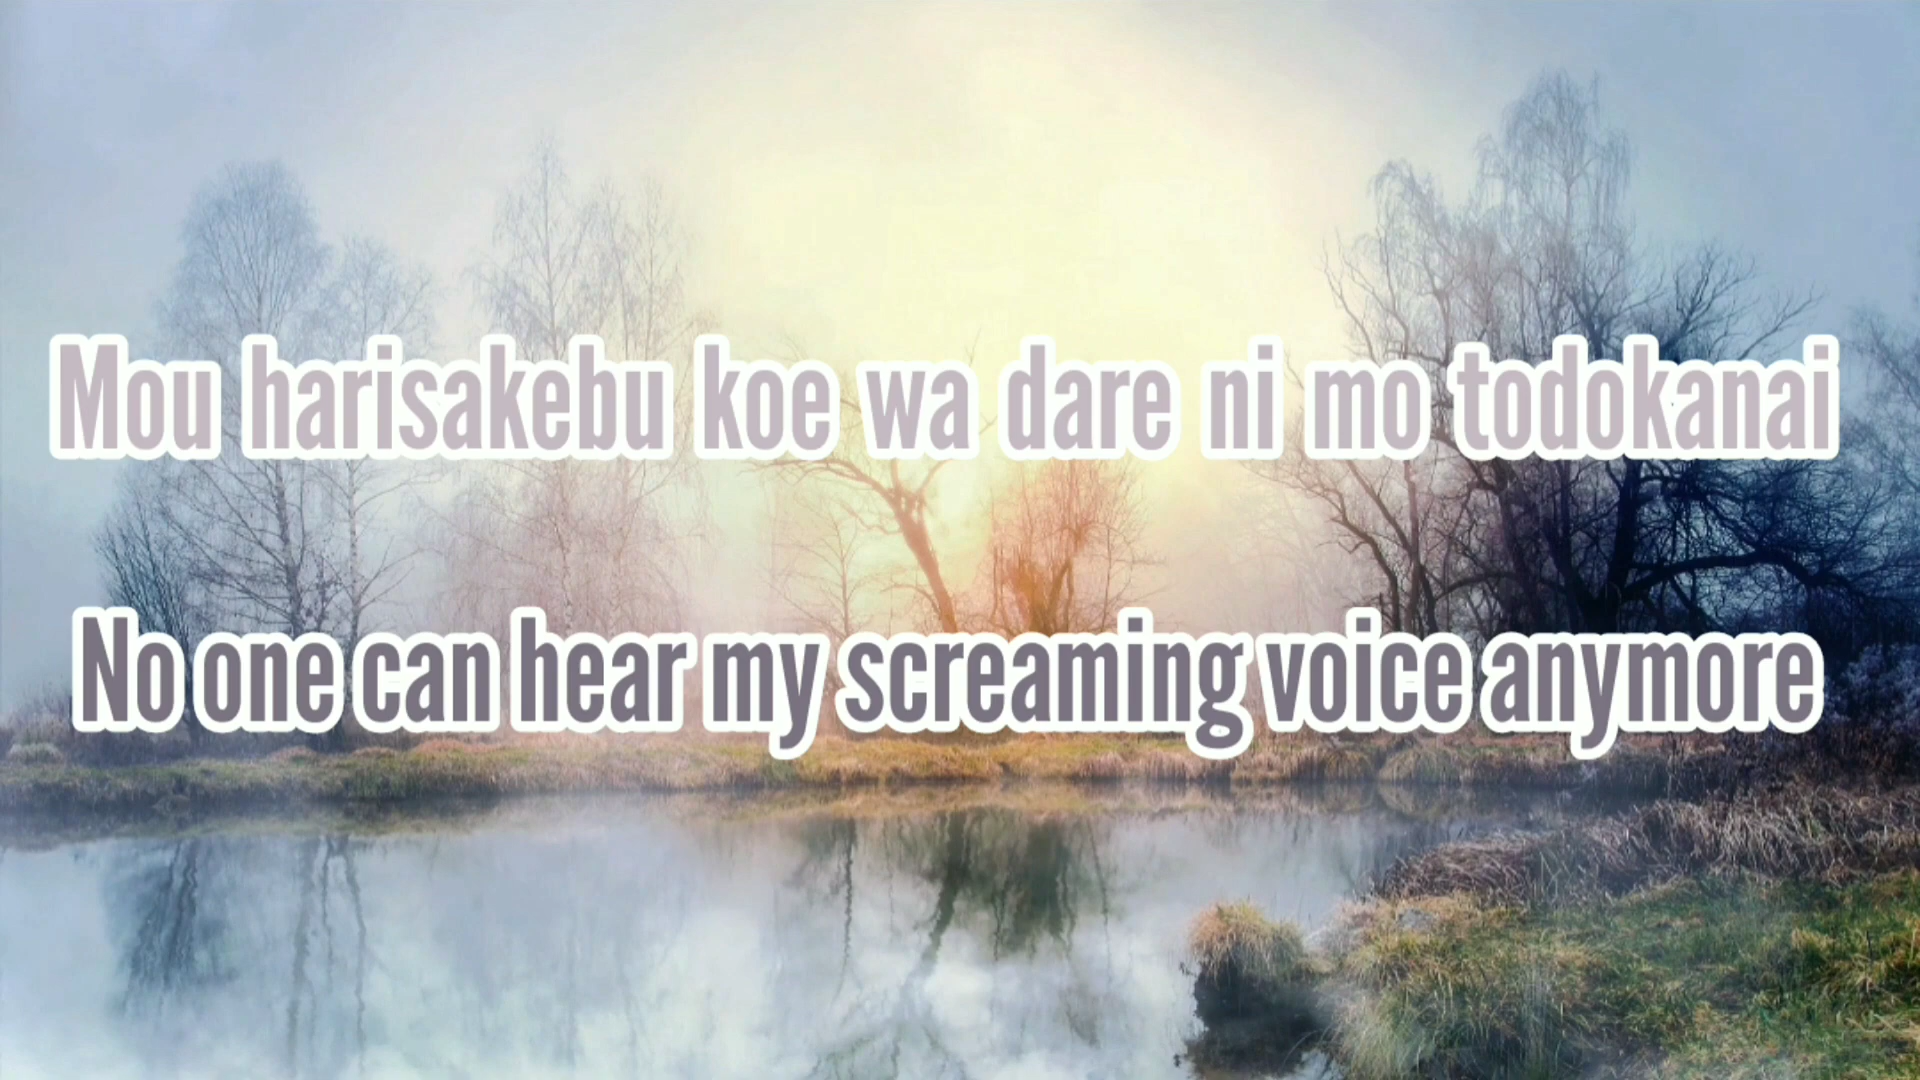 Mou harisakebu koe wa dare ni mo todokanai
No one can hear my screaming voice anymore